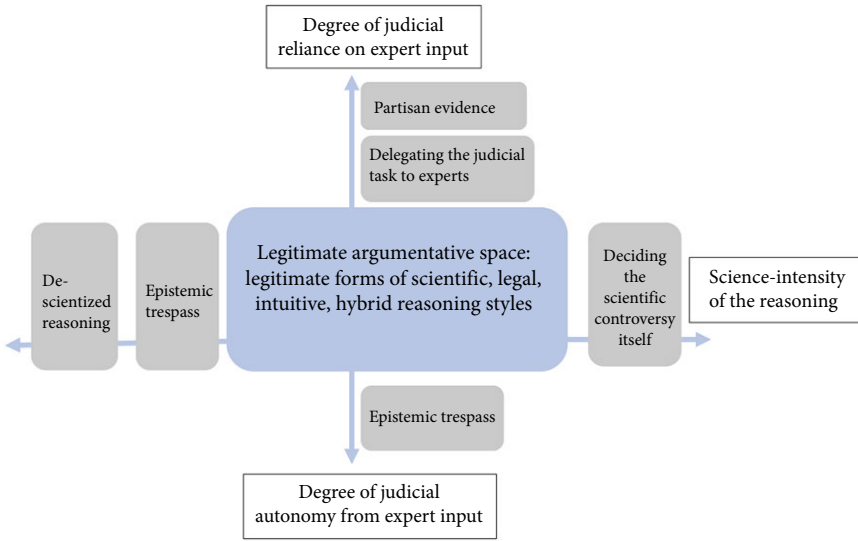 Degree of judicial
reliance on expert input
Partisan evidence
Delegating the judicial
task to experts
Legitimate argumentative space:
legitimate forms of scientific, legal,
intuitive, hybrid reasoning styles
De-
scientized
reasoning
Epistemic
trespass
Deciding
the
scientific
controversy
itself
Science-intensity
of the reasoning
Epistemic trespass
Degree of judicial
autonomy from expert input